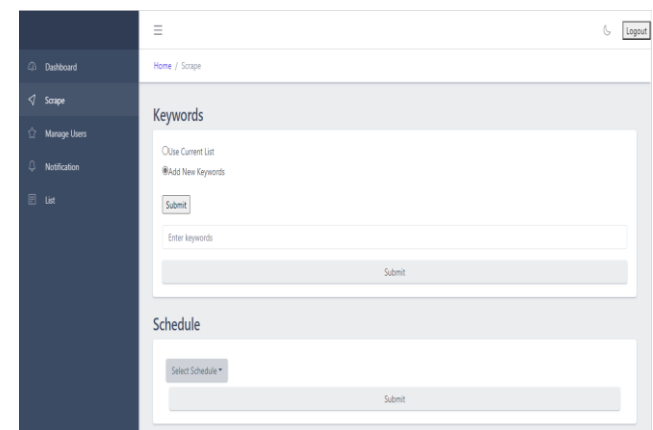 Logout
Dashboard
Home / Scrape
Scrape
Keywords
Manage Users
Use Current List
Notification
Add New Keywords
List
Submit
Enter keywords
Submit
Schedule
Select Schedule
Submit